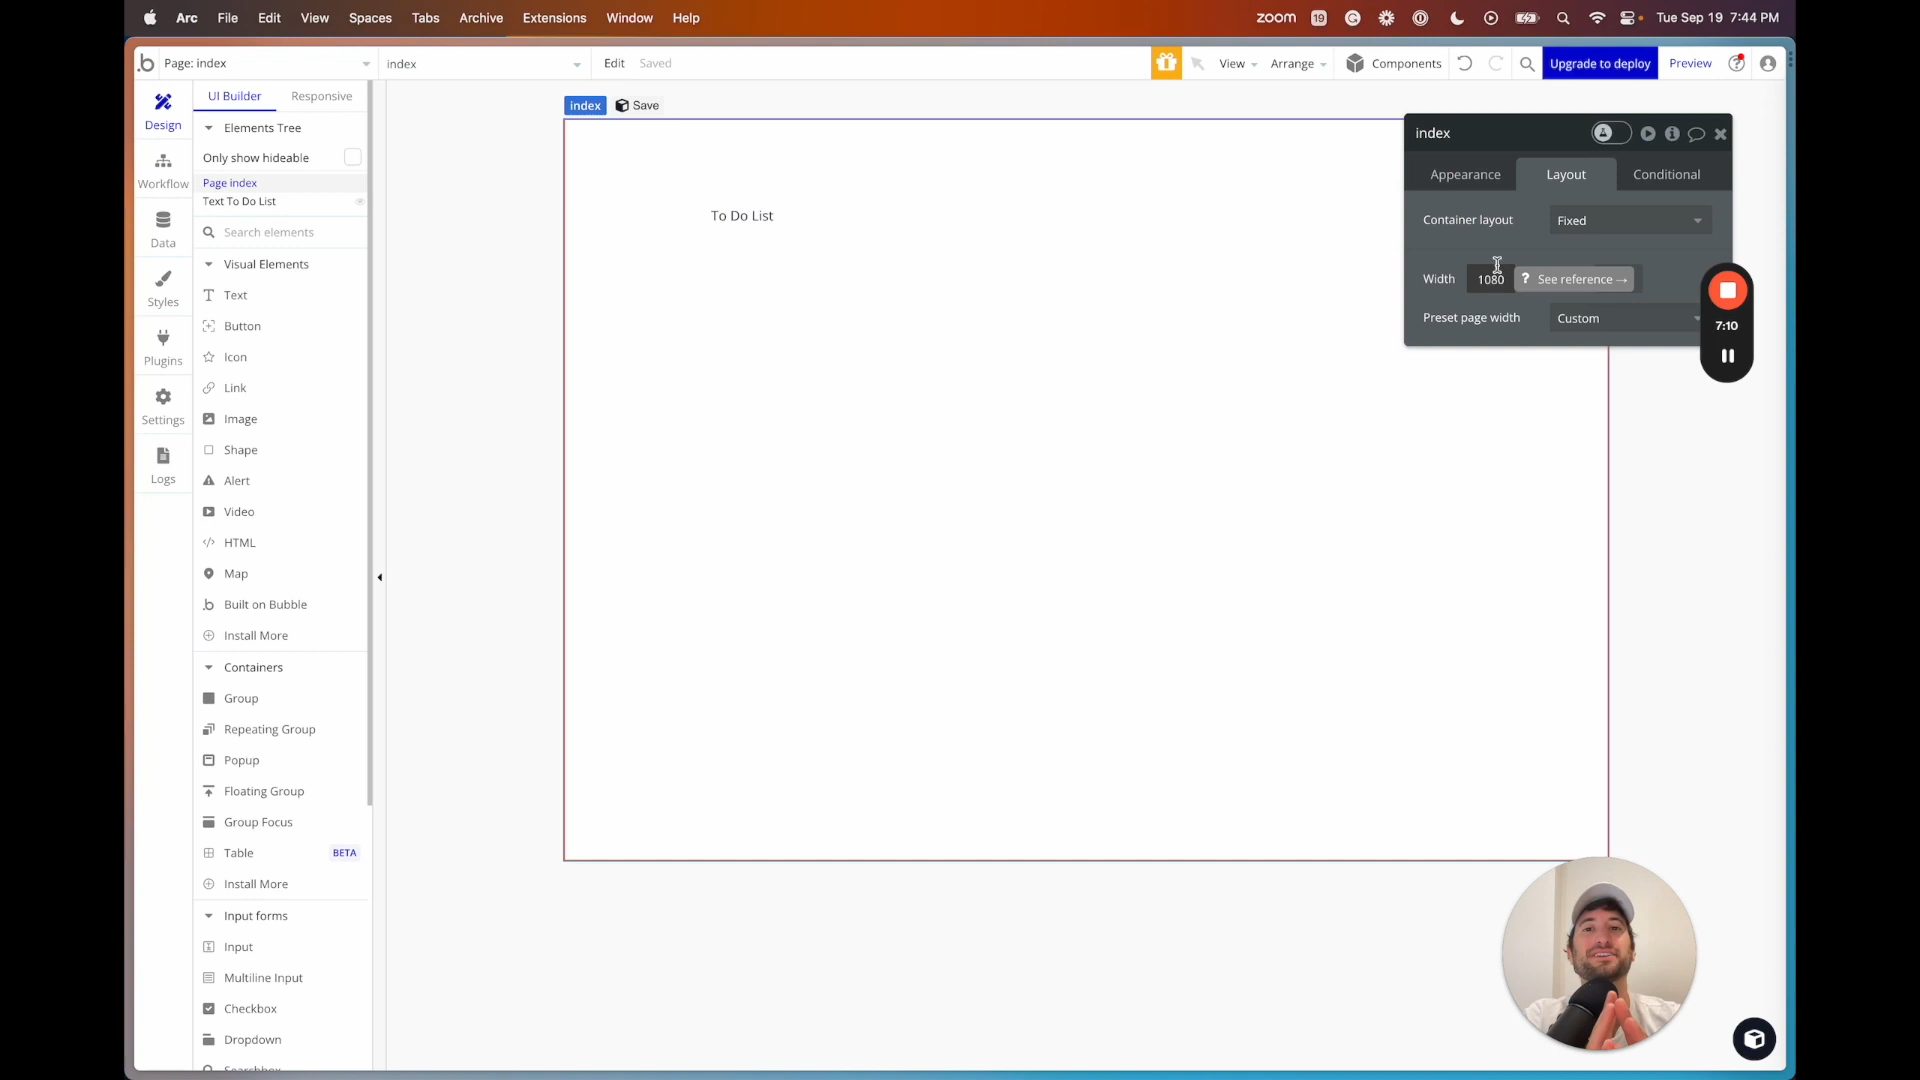 Arc File Edit View Spaces Tabs Archive Extensions Window Help zoom 19 Tue Sep 19 7:44 PM
Page: index index Edit Saved View Arrange Components Upgrade to deploy Preview
UI Builder Responsive
index Save
Design
Workflow
Data
Styles
Plugins
Settings
Logs
Elements Tree
Only show hideable
Page index
Text To Do List
Search elements
Visual Elements
Text
Button
Icon
Link
Image
Shape
Alert
Video
HTML
Map
Built on Bubble
Install More
Containers
Group
Repeating Group
Popup
Floating Group
Group Focus
Table BETA
Install More
Input forms
Input
Multiline Input
Checkbox
Dropdown
Searchbox
To Do List
index
Appearance Layout Conditional
Container layout Fixed
Width 1080 ? See reference →
Preset page width Custom
7:10